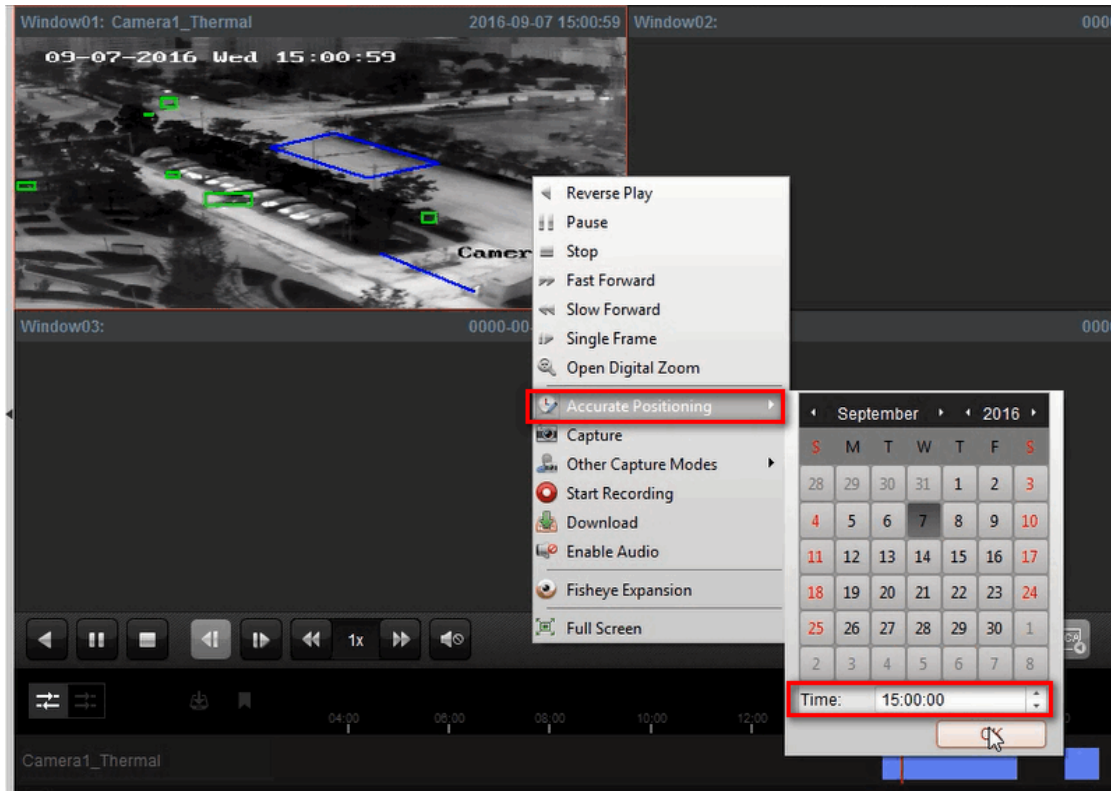 Window01: Camera1_Thermal 2016-09-07 15:00:59 Window02: 000
09-07-2016 Wed 15:00:59
Camer
Reverse Play
Pause
Stop
Fast Forward
Slow Forward
Single Frame
Open Digital Zoom
Accurate Positioning
Capture
Other Capture Modes
Start Recording
Download
Enable Audio
Fisheye Expansion
Full Screen
Window03: 0000-00 000
September 2016
S M T W T F S
28 29 30 31 1 2 3
4 5 6 7 8 9 10
11 12 13 14 15 16 17
18 19 20 21 22 23 24
25 26 27 28 29 30 1
2 3 4 5 6 7 8
Time: 15:00:00
OK
1x
04:00 06:00 08:00 10:00 12:00
Camera1_Thermal